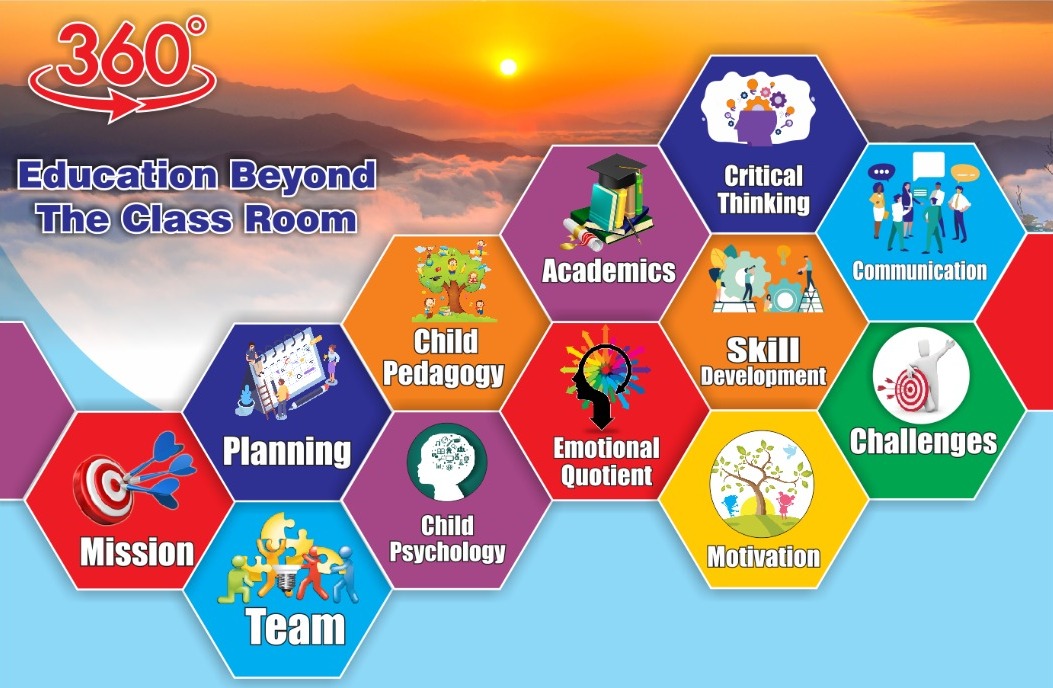 360°
Education Beyond
The Class Room
Critical
Thinking
Academics
Communication
Child
Pedagogy
Skill
Development
Planning
Emotional
Quotient
Challenges
Mission
Child
Psychology
Motivation
Team